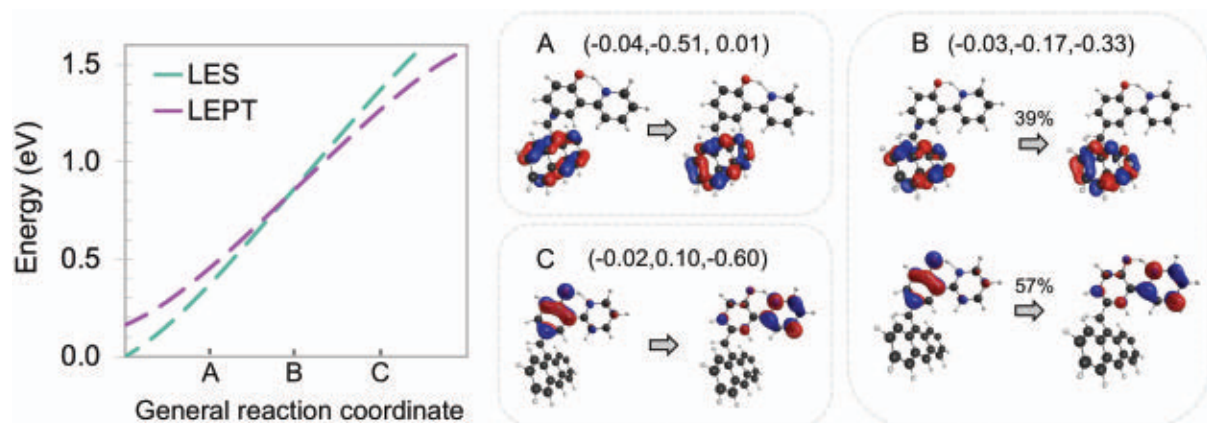 1.5
1.0
0.5
0.0
Energy (eV)
LES
LEPT
A
B
C
General reaction coordinate
A (-0.04,-0.51, 0.01)
C (-0.02,0.10,-0.60)
B (-0.03,-0.17,-0.33)
39%
57%